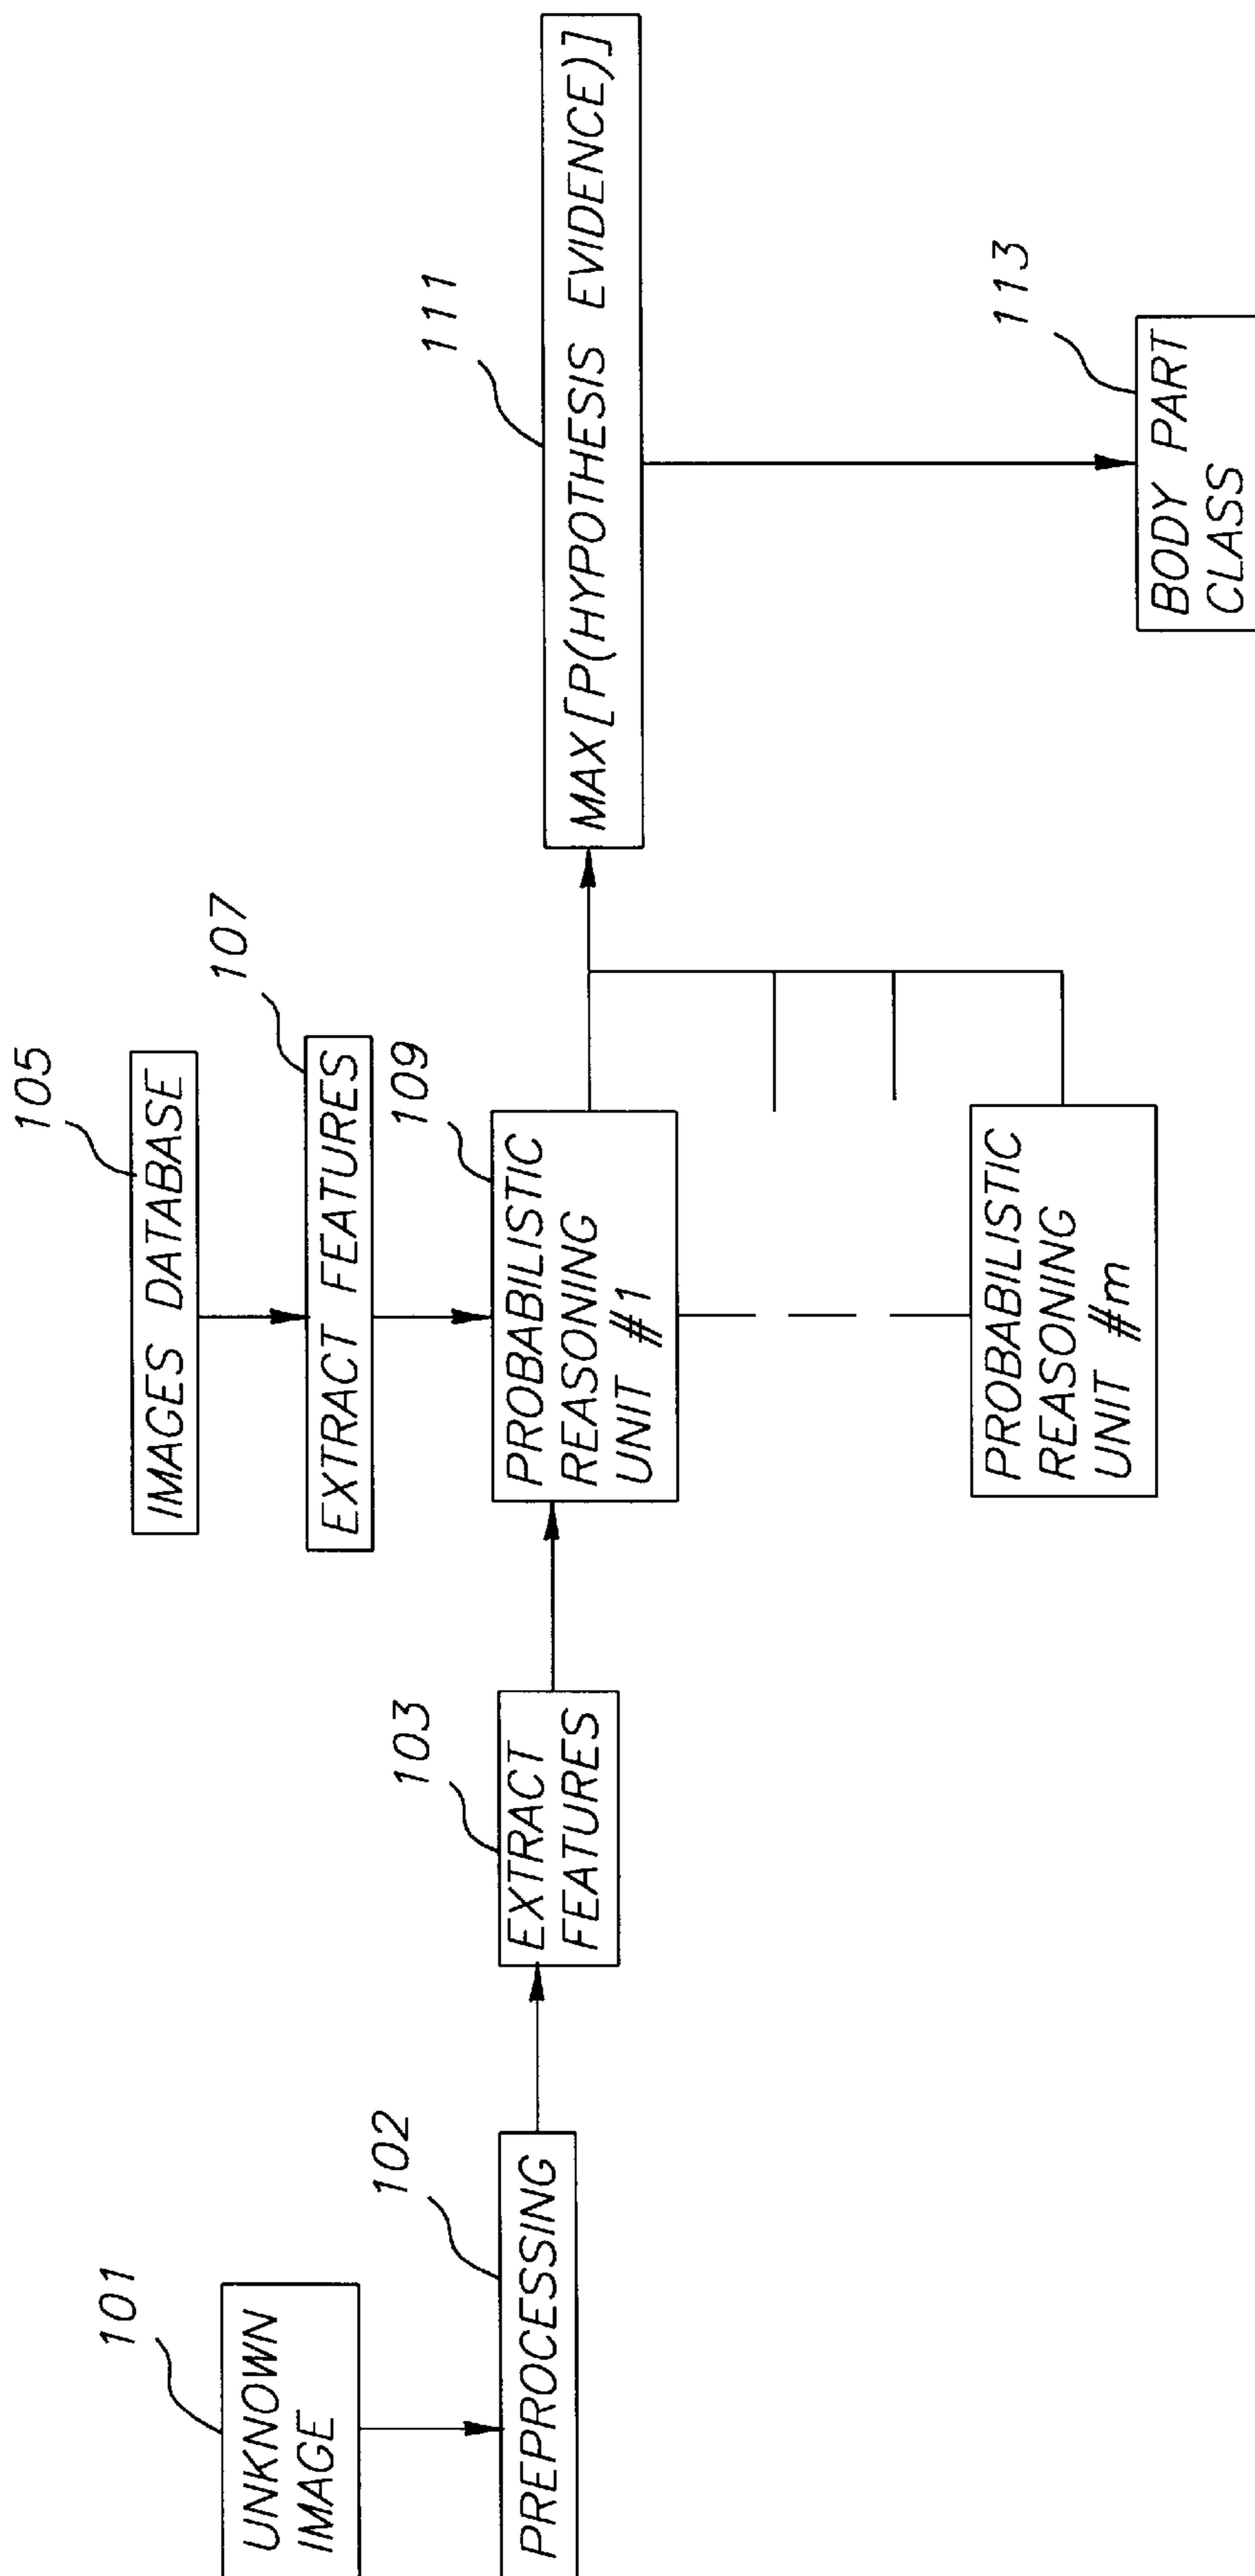 101
UNKNOWN
IMAGE
102
PREPROCESSING
103
EXTRACT
FEATURES
105
IMAGES DATABASE
107
EXTRACT FEATURES
109
PROBABILISTIC
REASONING
UNIT #1
PROBABILISTIC
REASONING
UNIT #m
111
MAX[P(HYPOTHESIS EVIDENCE)]
113
BODY PART
CLASS